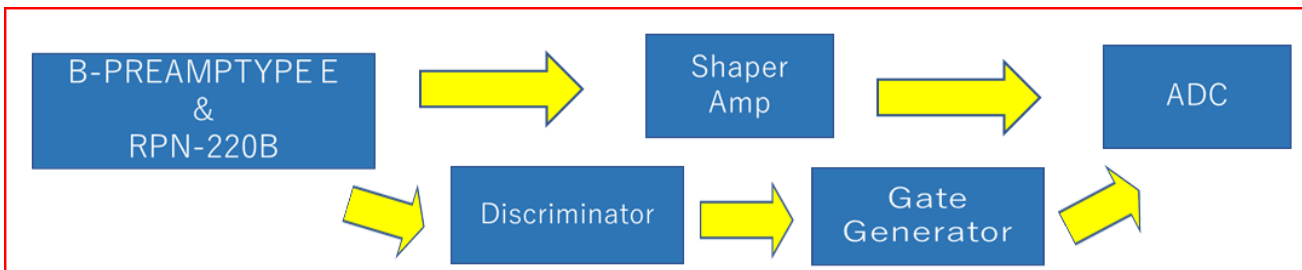 B-PREAMPTYPE E
&
RPN-220B
Shaper
Amp
ADC
Discriminator
Gate
Generator